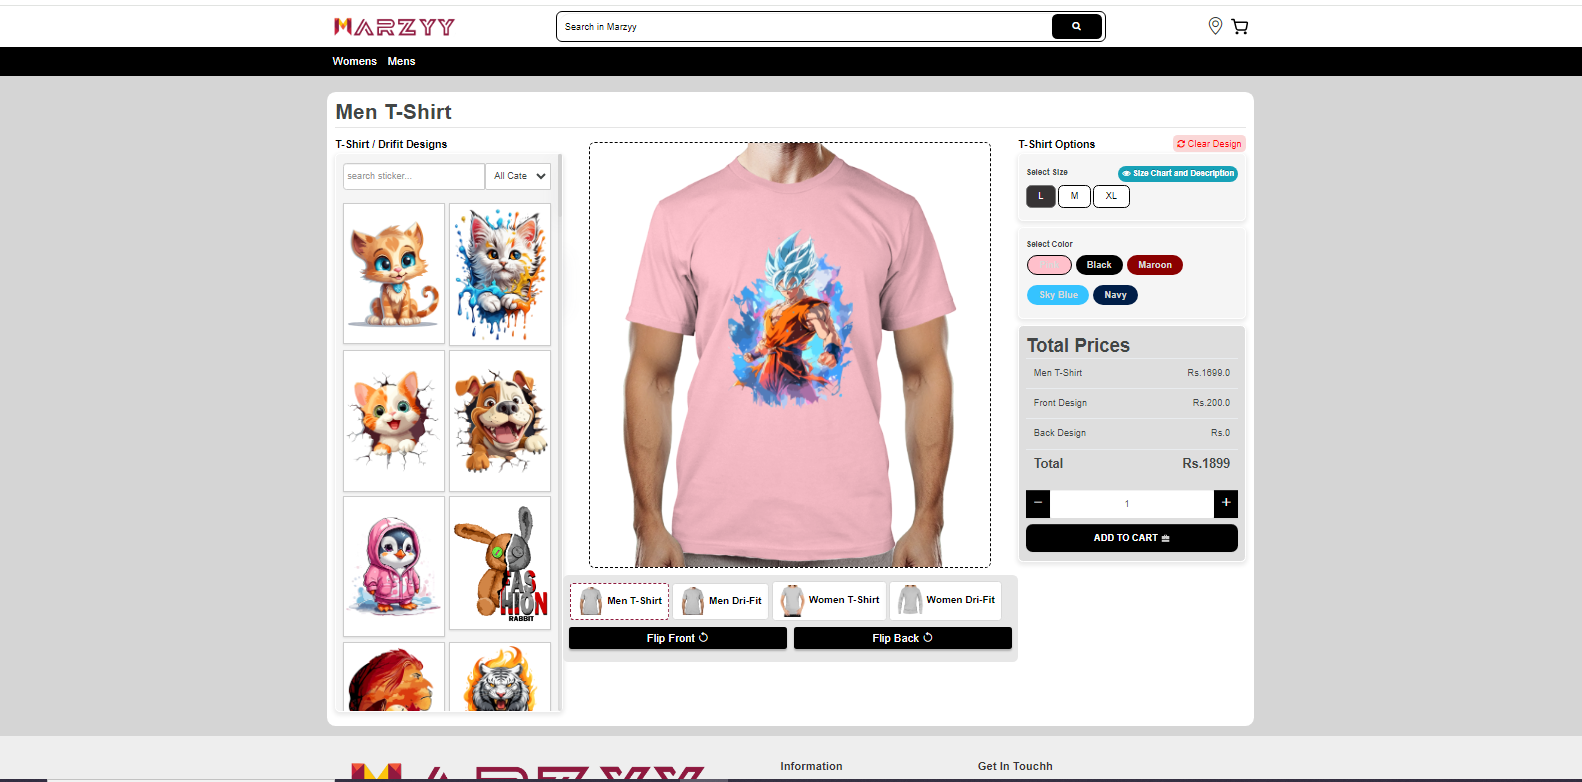 MARZYY
Search in Marzyy
Womens Mens
Men T-Shirt
T-Shirt / Drifit Designs
search sticker...
All Cate
FAS
HION
RABBIT
Men T-Shirt
Men Dri-Fit
Women T-Shirt
Women Dri-Fit
Flip Front
Flip Back
T-Shirt Options
Clear Design
Select Size
Size Chart and Description
L M XL
Select Color
Black Maroon
Sky Blue Navy
Total Prices
Men T-Shirt Rs.1699.0
Front Design Rs.200.0
Back Design Rs.0
Total Rs.1899
− 1 +
ADD TO CART
MARZYY
Information
Get In Touchh